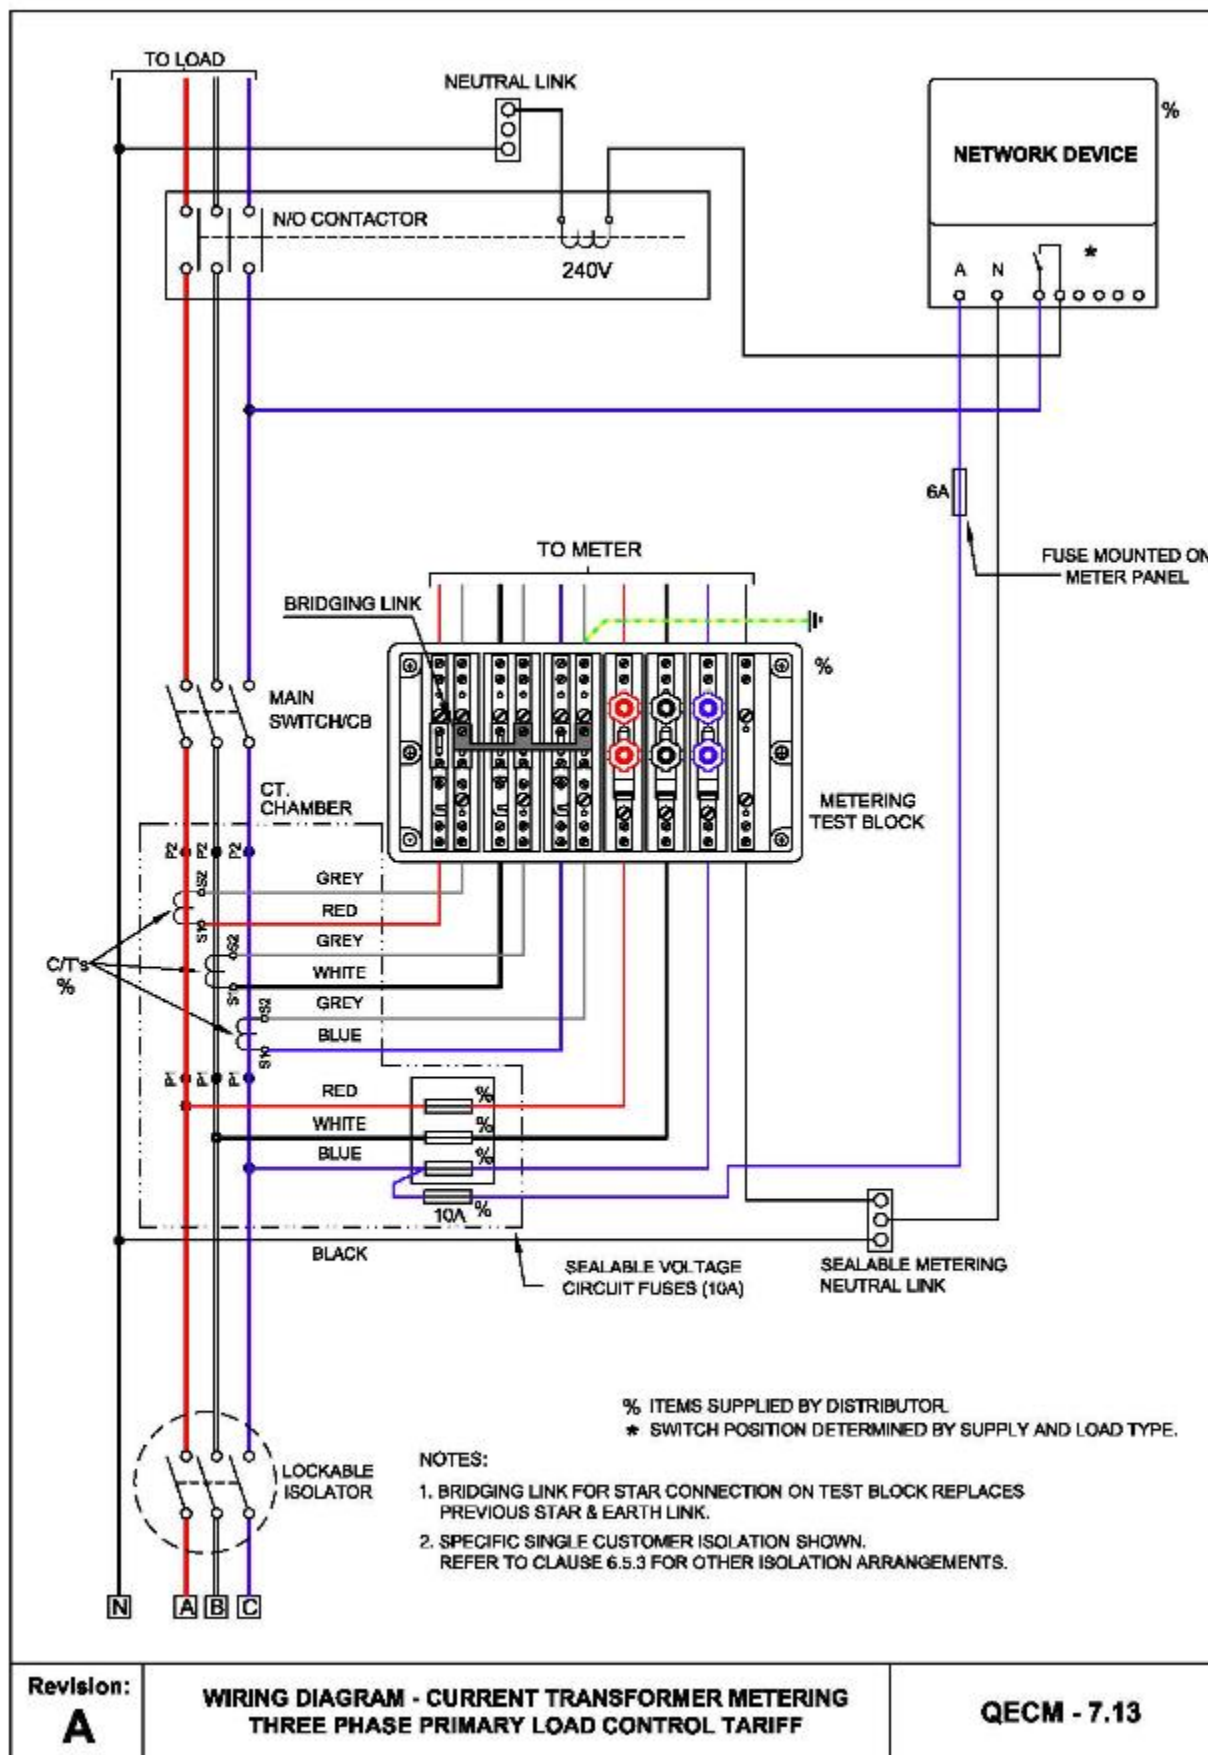 TO LOAD
NEUTRAL LINK
%
NETWORK DEVICE
N/O CONTACTOR
240V
A N *
6A
FUSE MOUNTED ON
METER PANEL
TO METER
BRIDGING LINK
%
MAIN
SWITCH/CB
CT.
CHAMBER
METERING
TEST BLOCK
P2 P2 P2
S2
GREY
RED
S1
S2
GREY
C/T's
%
WHITE
S1
S2
GREY
BLUE
S1
P1 P1 P1
RED
%
WHITE
%
BLUE
%
10A %
BLACK
SEALABLE VOLTAGE
CIRCUIT FUSES (10A)
SEALABLE METERING
NEUTRAL LINK
% ITEMS SUPPLIED BY DISTRIBUTOR.
* SWITCH POSITION DETERMINED BY SUPPLY AND LOAD TYPE.
LOCKABLE
ISOLATOR
NOTES:
1. BRIDGING LINK FOR STAR CONNECTION ON TEST BLOCK REPLACES
PREVIOUS STAR & EARTH LINK.
2. SPECIFIC SINGLE CUSTOMER ISOLATION SHOWN.
REFER TO CLAUSE 6.5.3 FOR OTHER ISOLATION ARRANGEMENTS.
N A B C
Revision:
A
WIRING DIAGRAM - CURRENT TRANSFORMER METERING
THREE PHASE PRIMARY LOAD CONTROL TARIFF
QECM - 7.13